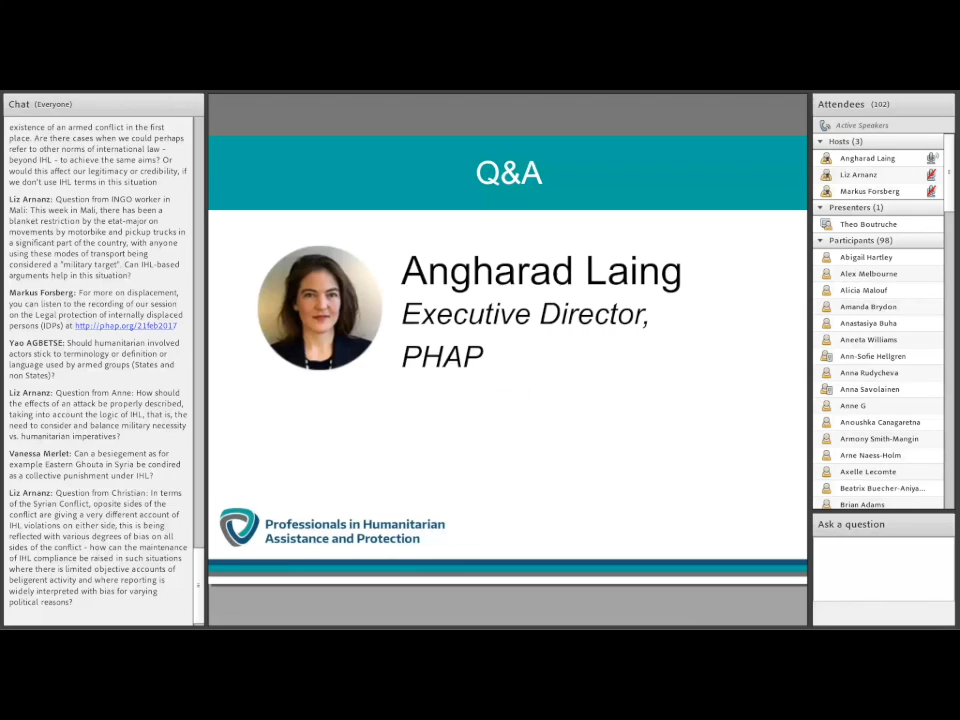 Chat (Everyone)
existence of an armed conflict in the first
place. Are there cases when we could perhaps
refer to other norms of international law –
beyond IHL – to achieve the same aims? Or
would this affect our legitimacy or credibility, if
we don't use IHL terms in this situation
Liz Arnanz: Question from INGO worker in
Mali: This week in Mali, there has been a
blanket restriction by the etat-major on
movements by motorbike and pickup trucks in
a significant part of the country, with anyone
using these modes of transport being
considered a "military target". Can IHL-based
arguments help in this situation?
Markus Forsberg: For more on displacement,
you can listen to the recording of our session
on the Legal protection of internally displaced
persons (IDPs) at http://phap.org/21feb2017
Yao AGBETSE: Should humanitarian involved
actors stick to terminology or definition or
language used by armed groups (States and
non States)?
Liz Arnanz: Question from Anne: How should
the effects of an attack be properly described,
taking into account the logic of IHL, that is, the
need to consider and balance military necessity
vs. humanitarian imperatives?
Vanessa Merlet: Can a besiegement as for
example Eastern Ghouta in Syria be condired
as a collective punishment under IHL?
Liz Arnanz: Question from Christian: In terms
of the Syrian Conflict, oposite sides of the
conflict are giving a very different account of
IHL violations on either side, this is being
reflected with various degrees of bias on all
sides of the conflict - how can the maintenance
of IHL compliance be raised in such situations
where there is limited objective accounts of
beligerent activity and where reporting is
widely interpreted with bias for varying
political reasons?
Q&A
Angharad Laing
Executive Director,
PHAP
Professionals in Humanitarian
Assistance and Protection
Attendees (102)
Active Speakers
Hosts (3)
Angharad Laing
Liz Arnanz
Markus Forsberg
Presenters (1)
Theo Boutruche
Participants (98)
Abigail Hartley
Alex Melbourne
Alicia Malouf
Amanda Brydon
Anastasiya Buha
Aneeta Williams
Ann-Sofie Hellgren
Anna Rudycheva
Anna Savolainen
Anne G
Anoushka Canagaretna
Armony Smith-Mangin
Arne Naess-Holm
Axelle Lecomte
Beatrix Buecher-Aniya...
Brian Adams
Ask a question